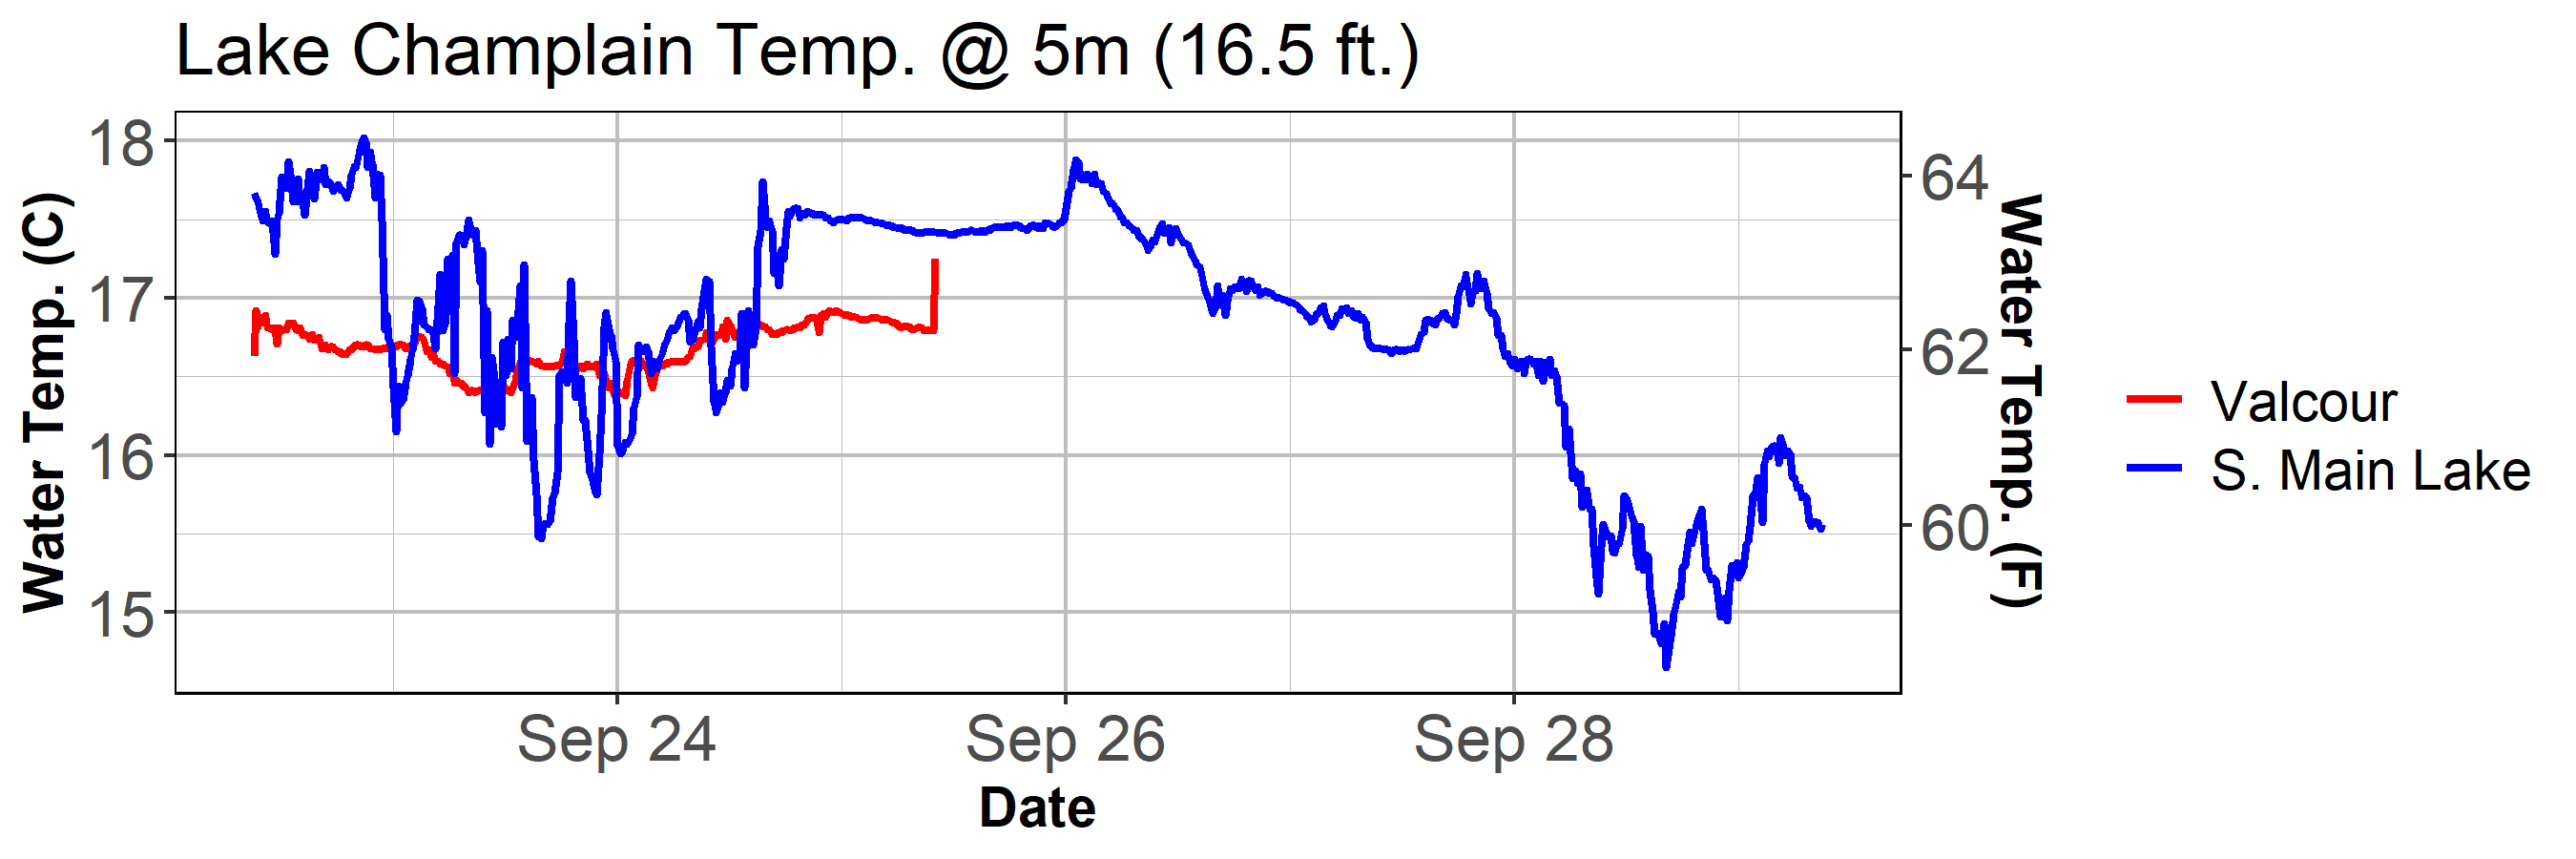 Lake Champlain Temp. @ 5m (16.5 ft.)
Water Temp. (C)
18
17
16
15
64
62
60
Water Temp. (F)
Sep 24
Sep 26
Sep 28
Date
Valcour
S. Main Lake